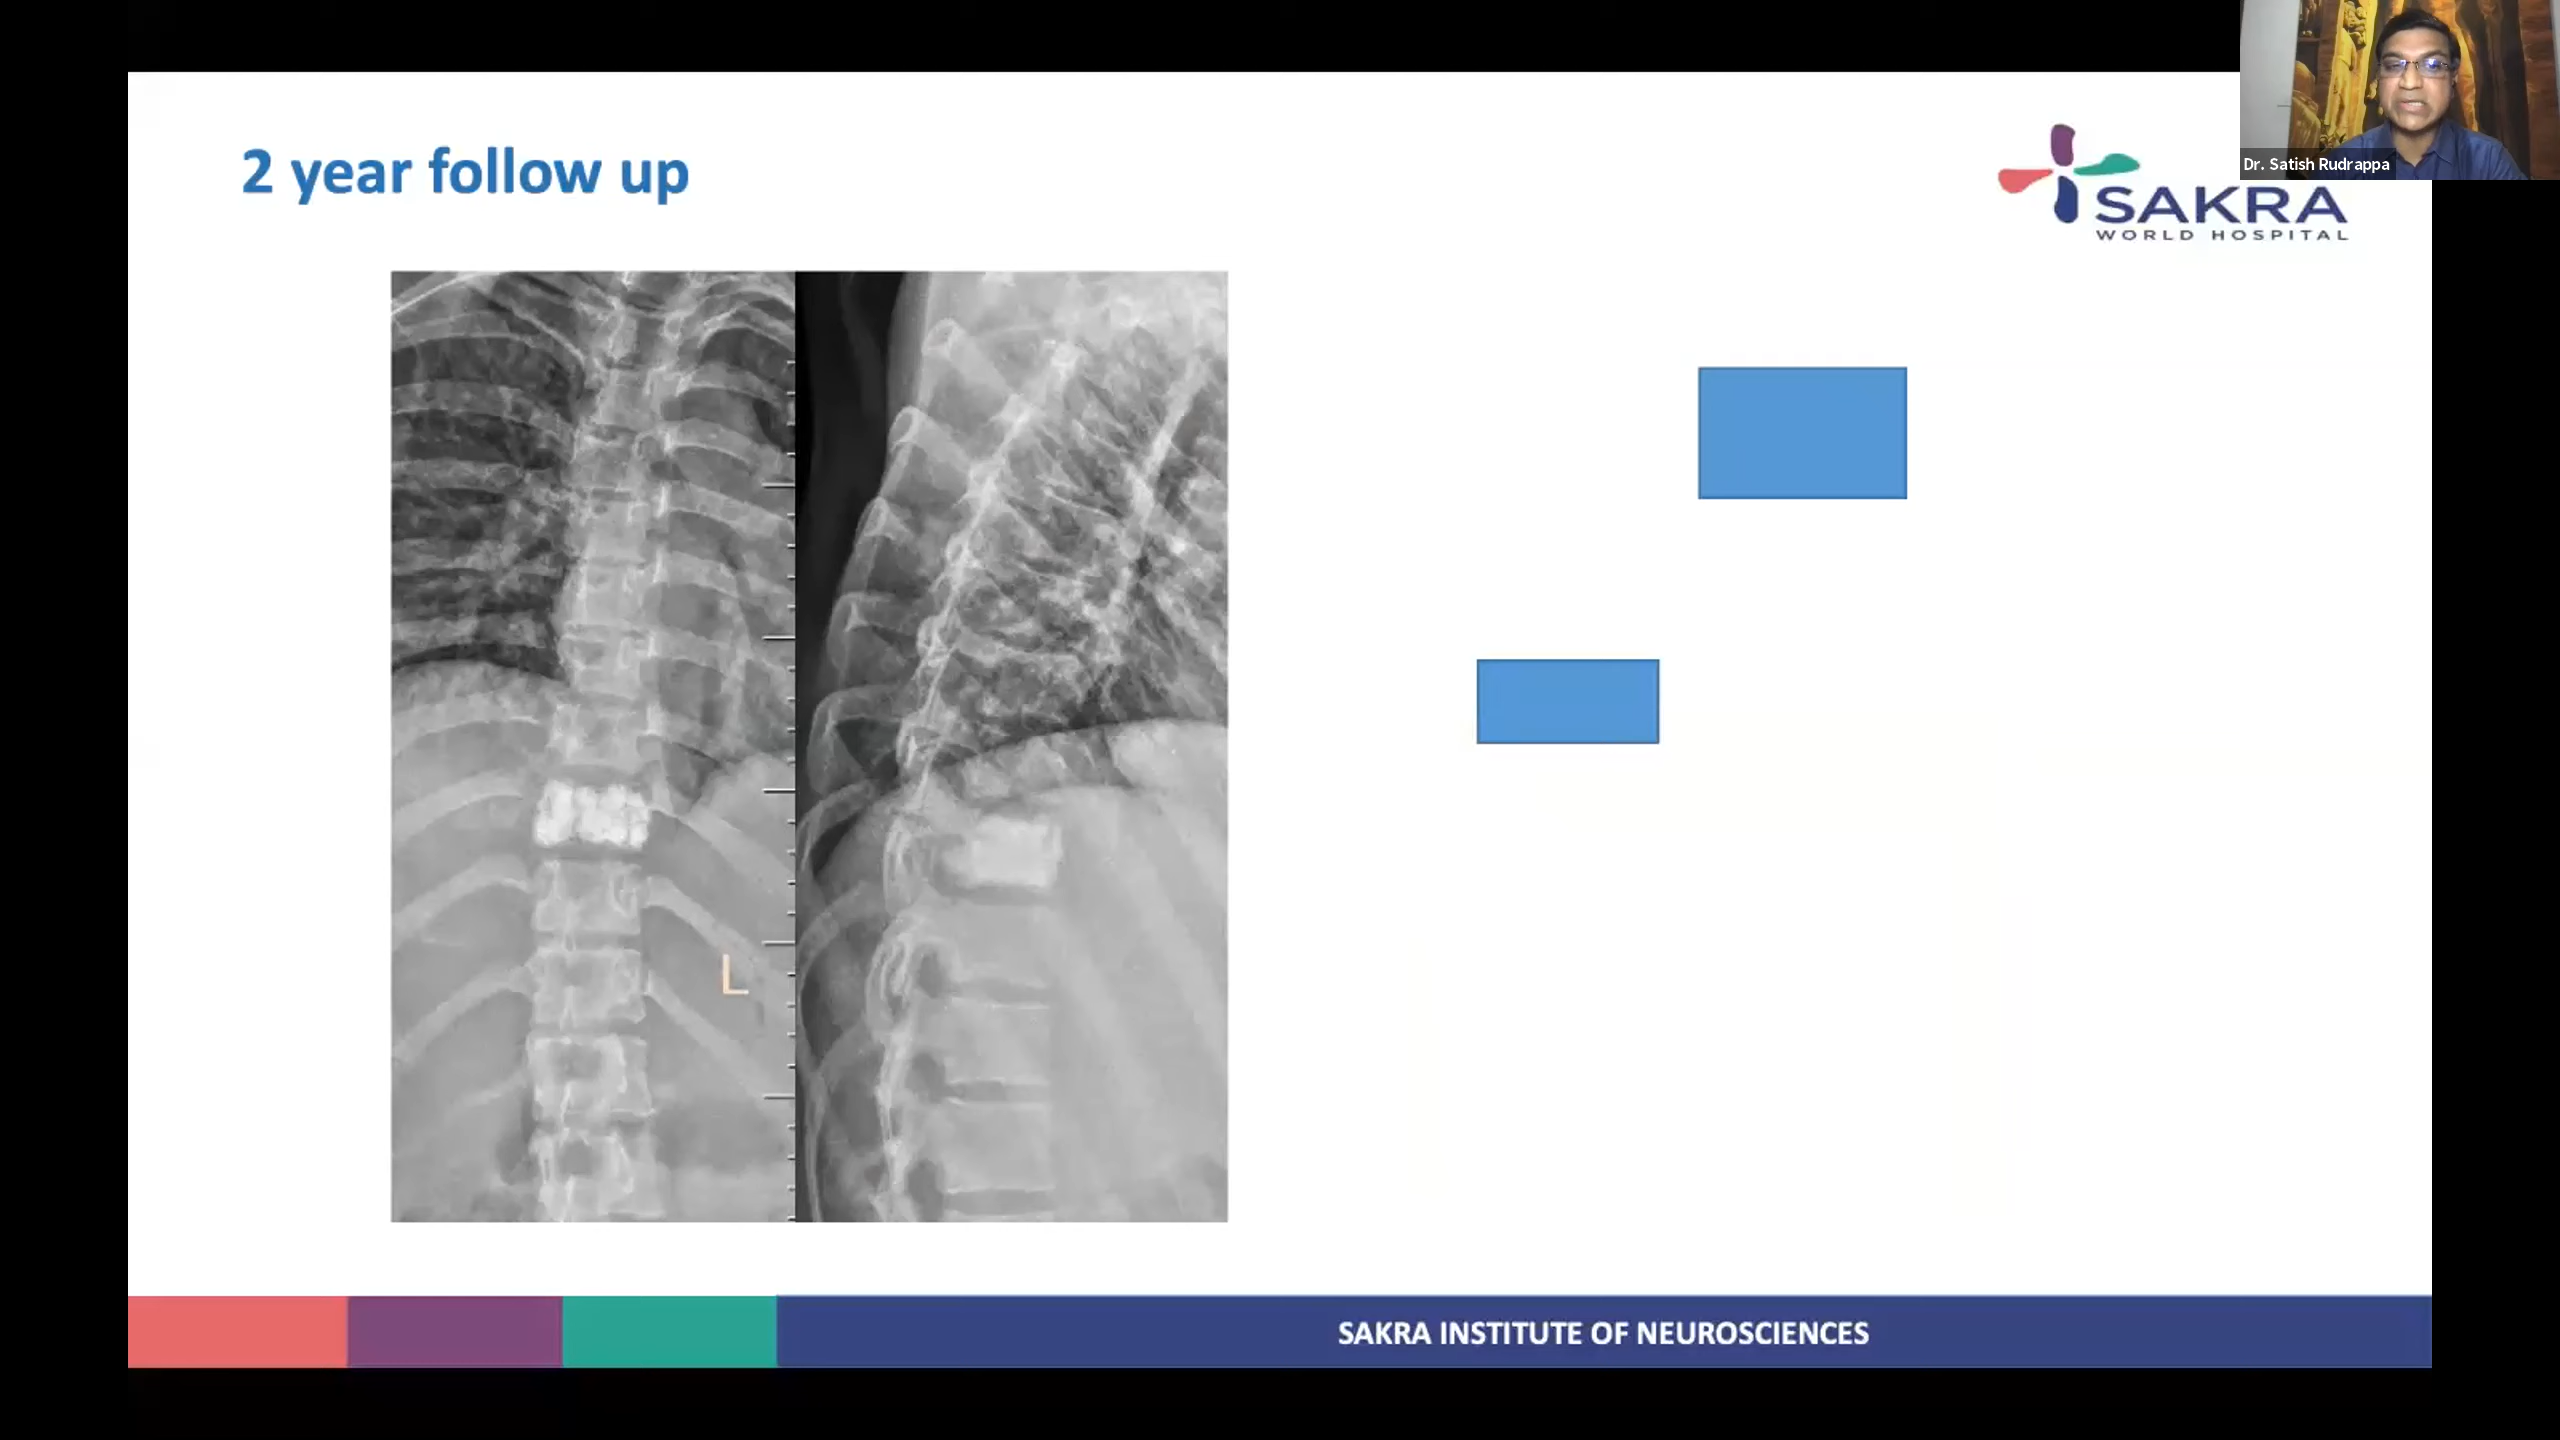 Dr. Satish Rudrappa
2 year follow up
SAKRA
WORLD HOSPITAL
L
SAKRA INSTITUTE OF NEUROSCIENCES